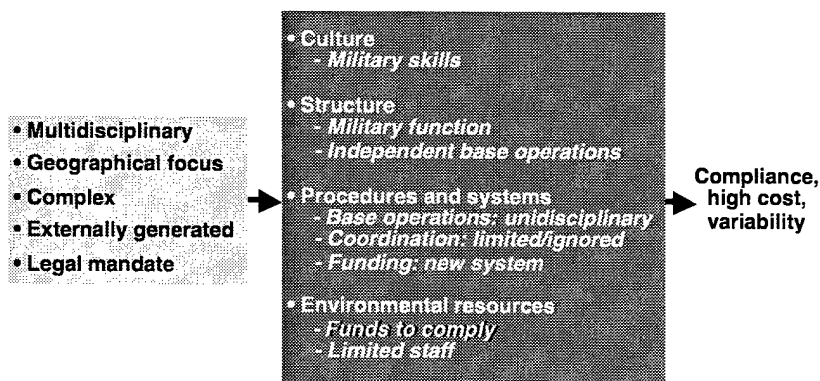 • Multidisciplinary
• Geographical focus
• Complex
• Externally generated
• Legal mandate
• Culture
- Military skills
• Structure
- Military function
- Independent base operations
• Procedures and systems
- Base operations: unidisciplinary
- Coordination: limited/ignored
- Funding: new system
• Environmental resources
- Funds to comply
- Limited staff
Compliance,
high cost,
variability